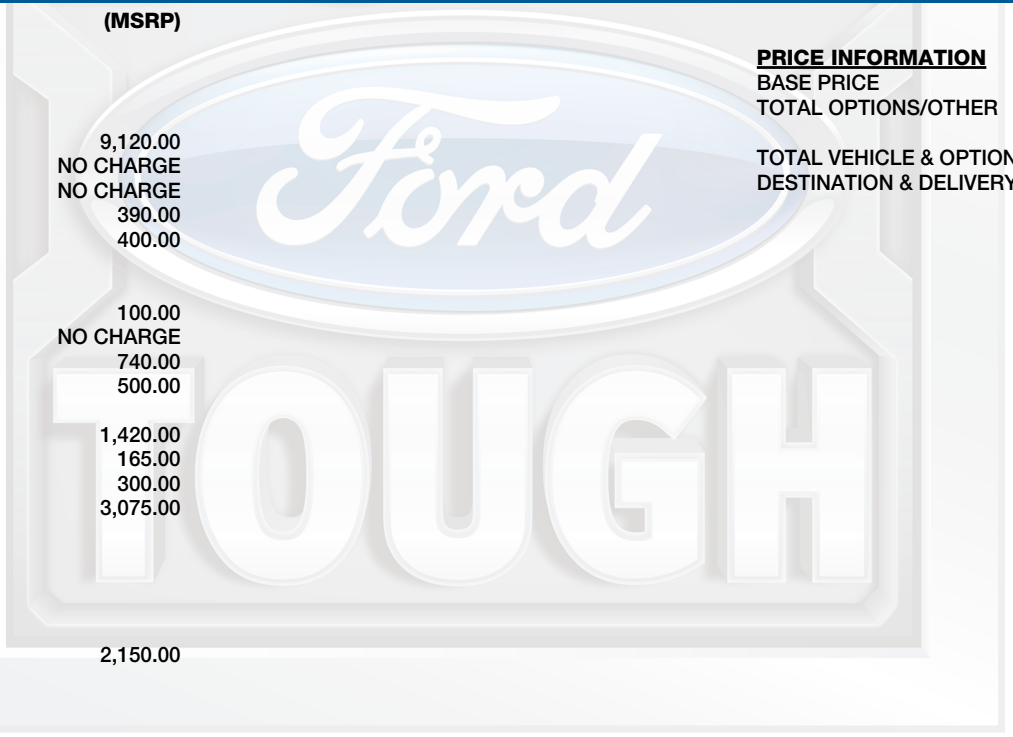 (MSRP)
9,120.00
NO CHARGE
NO CHARGE
390.00
400.00
100.00
NO CHARGE
740.00
500.00
1,420.00
165.00
300.00
3,075.00
2,150.00
PRICE INFORMATION
BASE PRICE
TOTAL OPTIONS/OTHER
TOTAL VEHICLE & OPTION
DESTINATION & DELIVERY
Ford
TOUGH